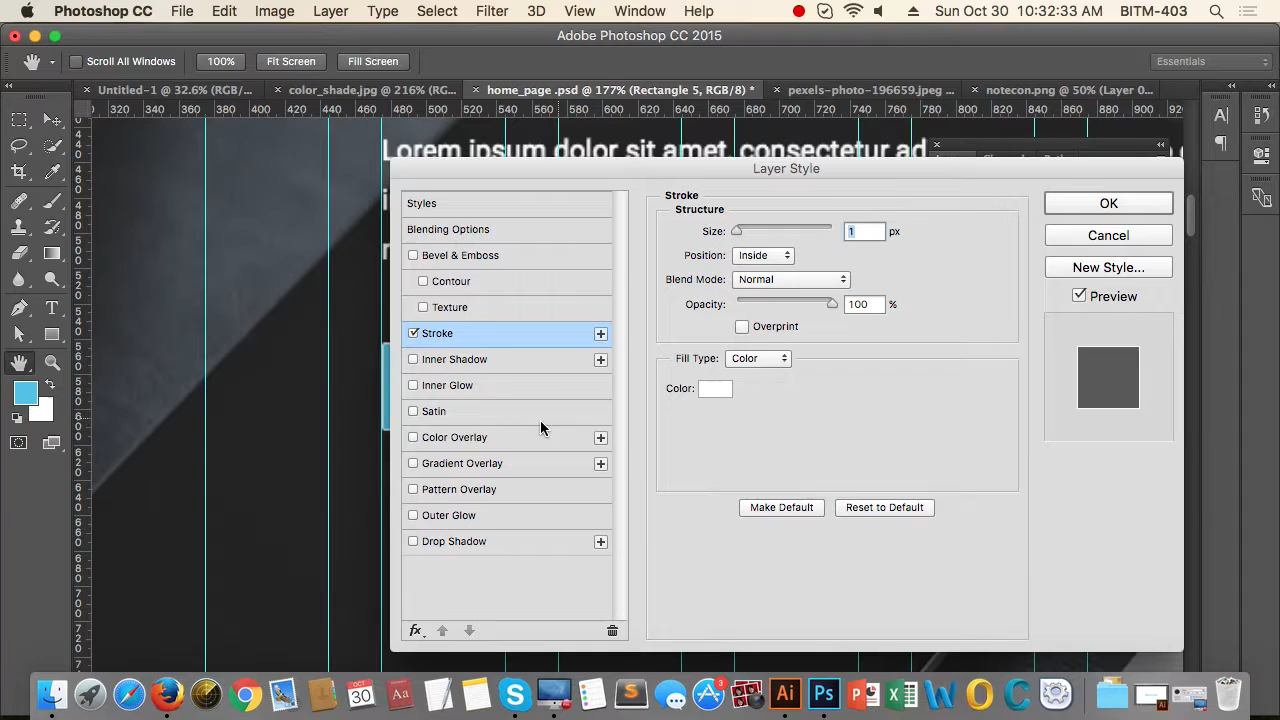 Photoshop CC File Edit Image Layer Type Select Filter 3D View Window Help Sun Oct 30 10:32:33 AM BITM-403
Adobe Photoshop CC 2015
Scroll All Windows 100% Fit Screen Fill Screen Essentials
Untitled-1 @ 32.6% (RGB/... color_shade.jpg @ 216% (RG... home_page .psd @ 177% (Rectangle 5, RGB/8) * pexels-photo-196659.jpeg ... notecon.png @ 50% (Layer 0...
320 340 360 380 400 420 440 460 480 500 520 540 560 580 600 620 640 660 680 700 720 740 760 780 800 820 840 860 880 900
Lorem ipsum dolor sit amet, consectetur ad
Layer Style
Styles
Blending Options
Bevel & Emboss
Contour
Texture
Stroke
Inner Shadow
Inner Glow
Satin
Color Overlay
Gradient Overlay
Pattern Overlay
Outer Glow
Drop Shadow
fx
Stroke
Structure
Size: 1 px
Position: Inside
Blend Mode: Normal
Opacity: 100 %
Overprint
Fill Type: Color
Color:
Make Default Reset to Default
OK
Cancel
New Style...
Preview
OCT
30
3
Ai Ps